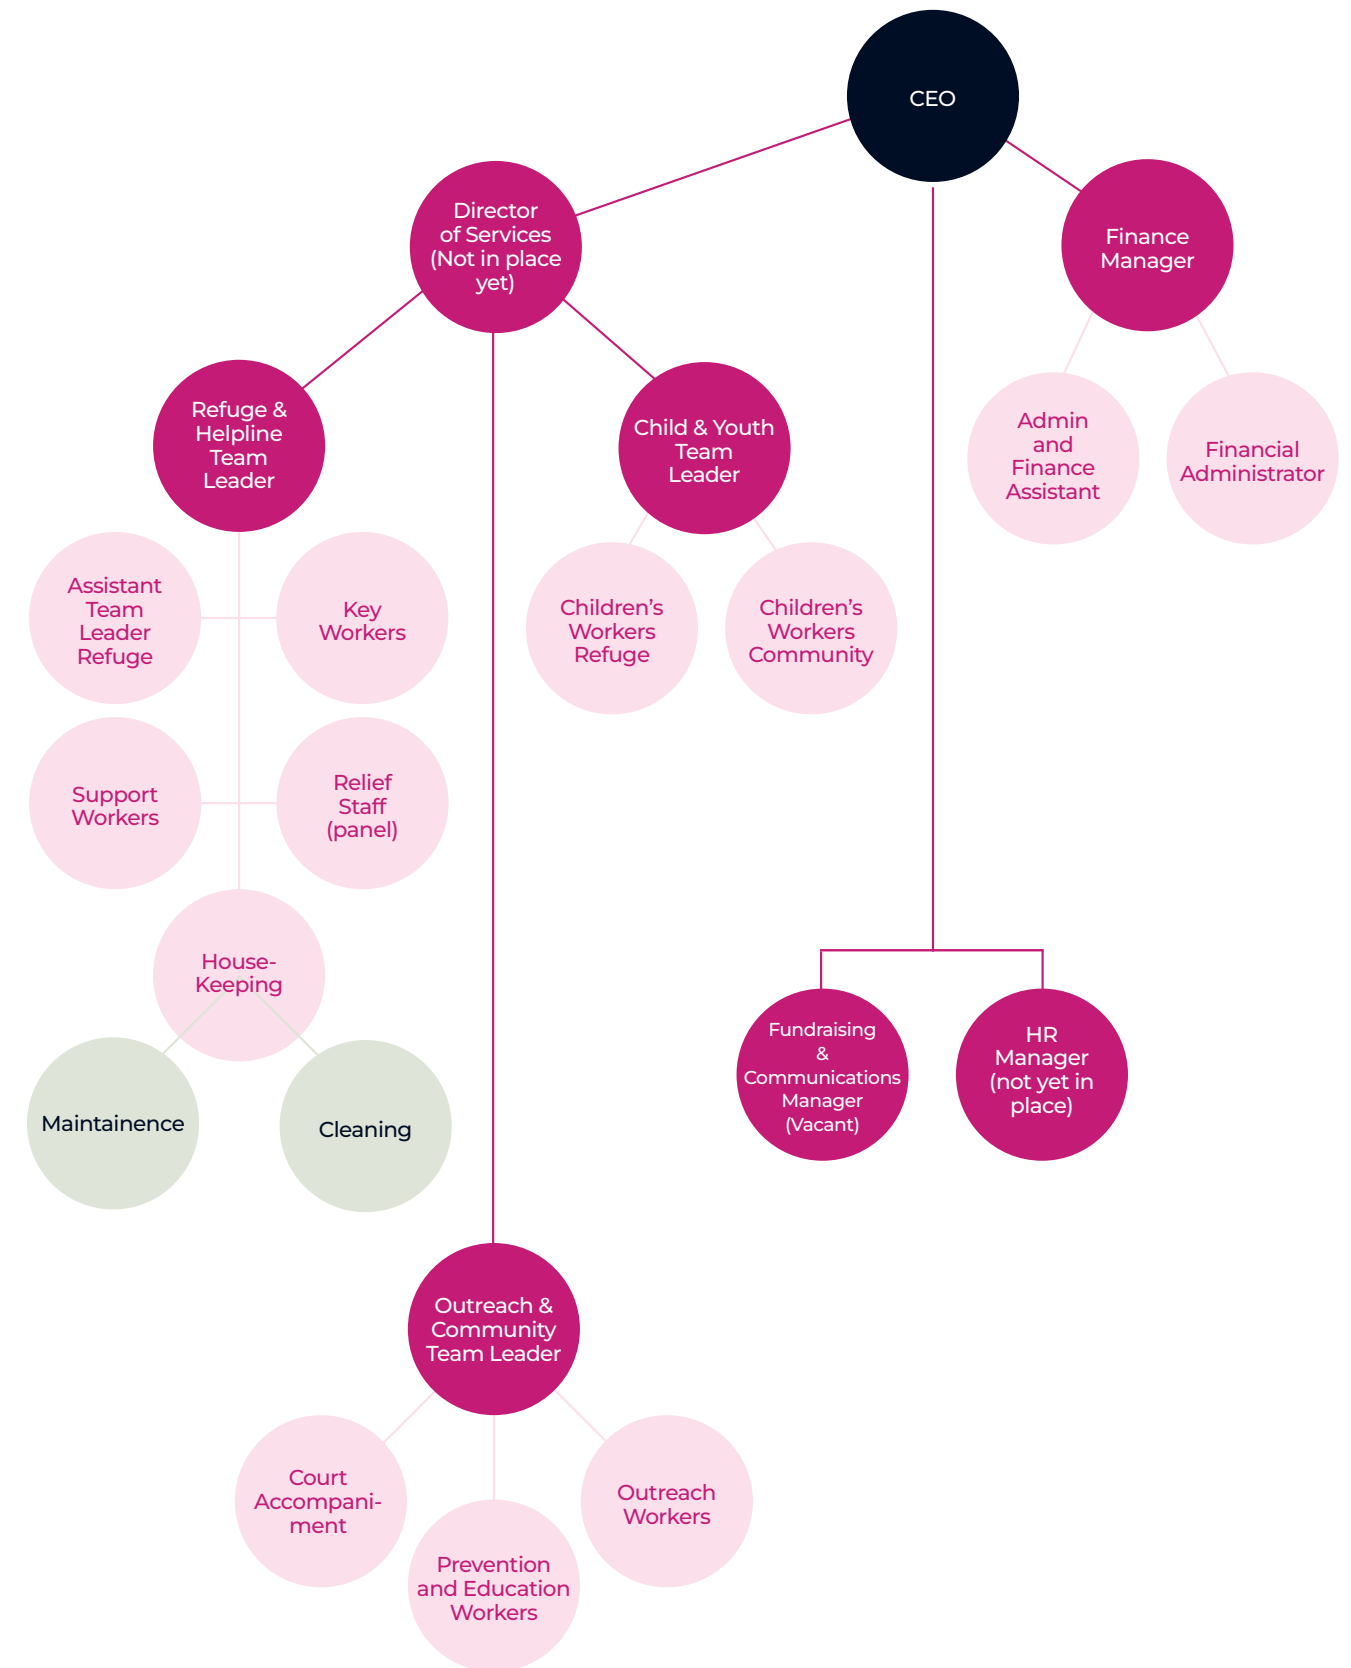 CEO
Director
of Services
(Not in place
yet)
Finance
Manager
Refuge &
Helpline
Team
Leader
Child & Youth
Team
Leader
Admin
and
Finance
Assistant
Financial
Administrator
Assistant
Team
Leader
Refuge
Key
Workers
Children's
Workers
Refuge
Children's
Workers
Community
Support
Workers
Relief
Staff
(panel)
House-
Keeping
Maintainence
Cleaning
Fundraising
&
Communications
Manager
(Vacant)
HR
Manager
(not yet in
place)
Outreach &
Community
Team Leader
Court
Accompani-
ment
Prevention
and Education
Workers
Outreach
Workers